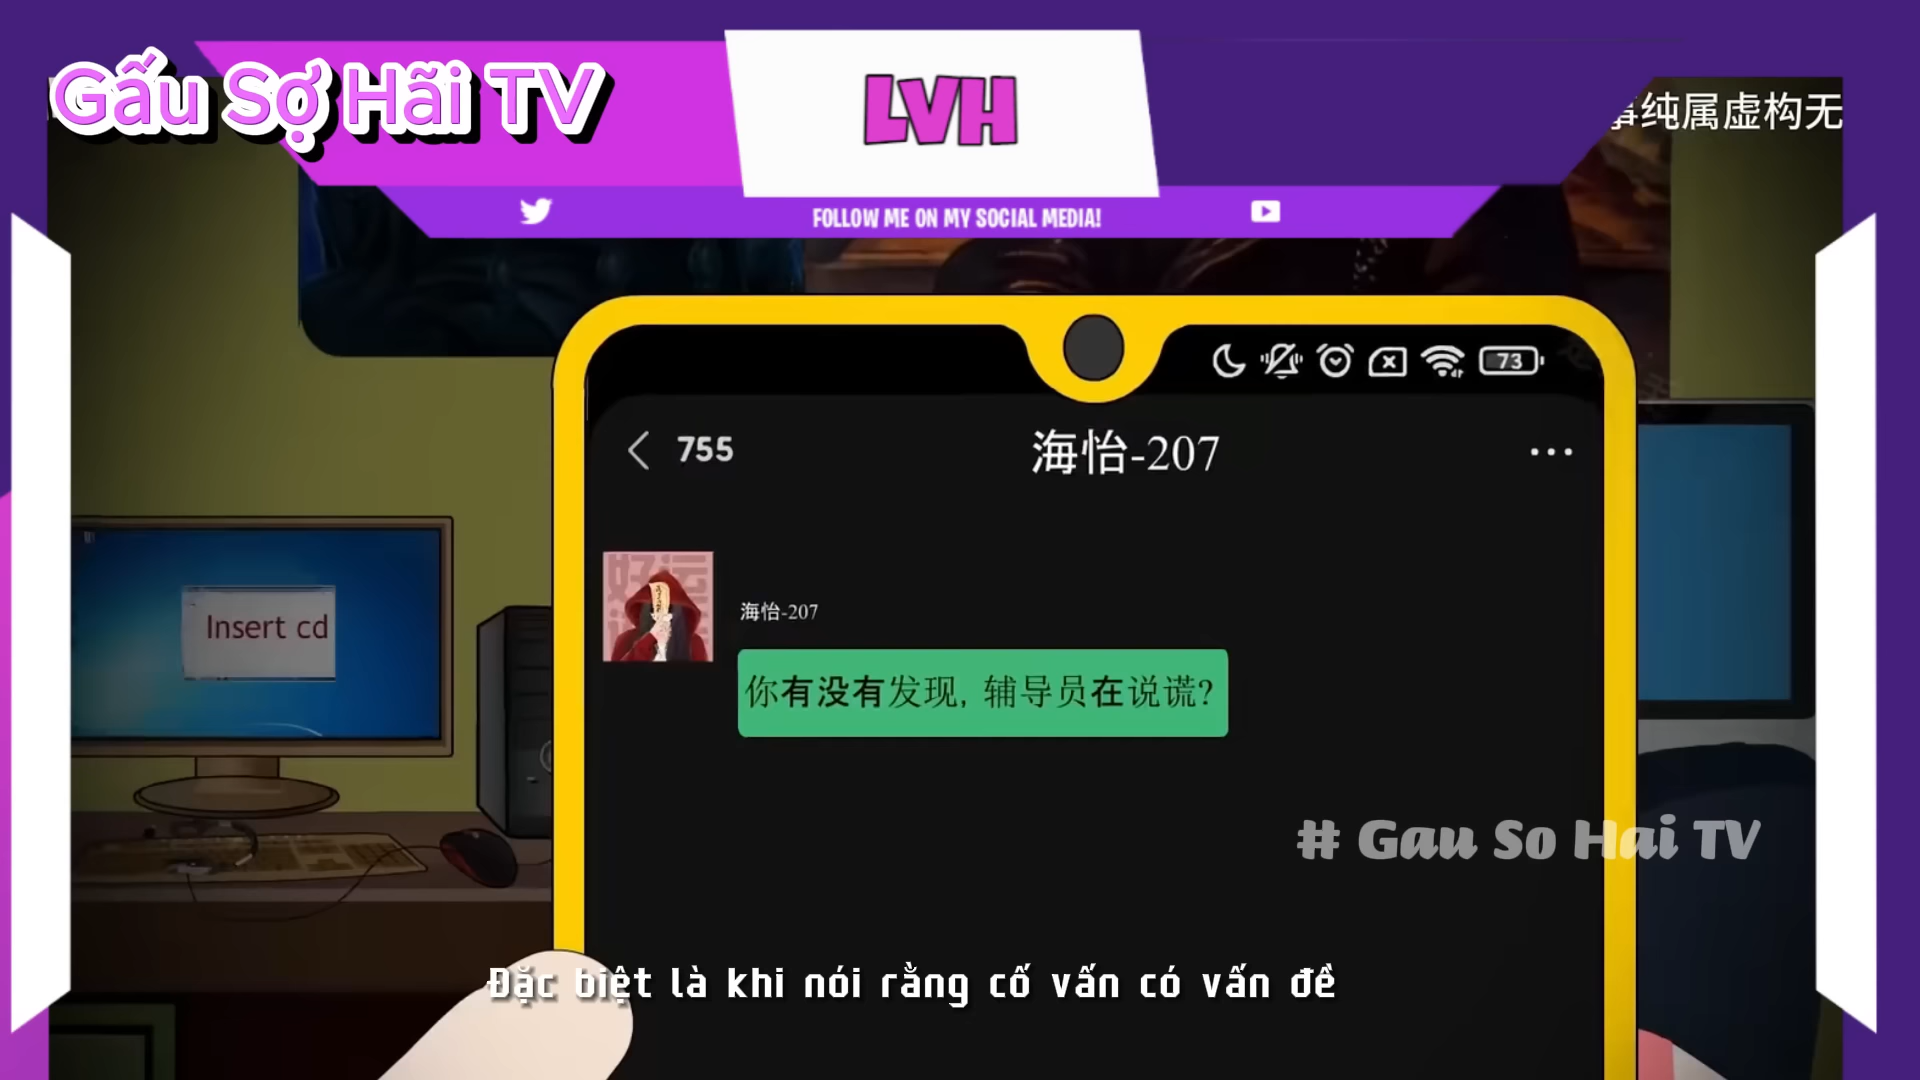 Gấu Sợ Hãi TV
LVH
纯属虚构无
FOLLOW ME ON MY SOCIAL MEDIA!
73
755
海怡-207
好运
海怡-207
Insert cd
你有没有发现, 辅导员在说谎?
# Gau So Hai TV
Đặc biệt là khi nói rằng cố vấn có vấn đề